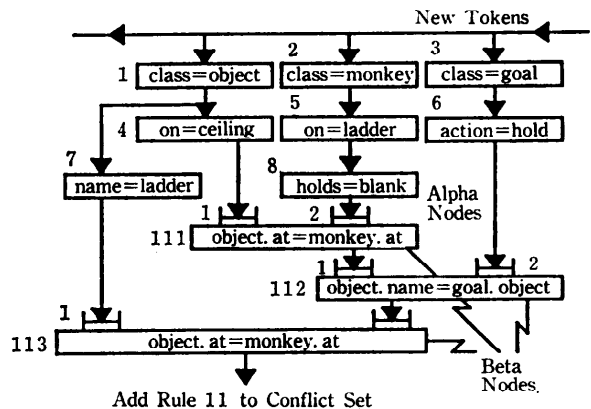 New Tokens
1 class=object
2 class=monkey
3 class=goal
4 on=ceiling
5 on=ladder
6 action=hold
7 name=ladder
8 holds=blank
Alpha
Nodes
1 2
111 object. at=monkey. at
1 2
112 object. name=goal. object
1
113 object. at=monkey. at
Beta
Nodes.
Add Rule 11 to Conflict Set